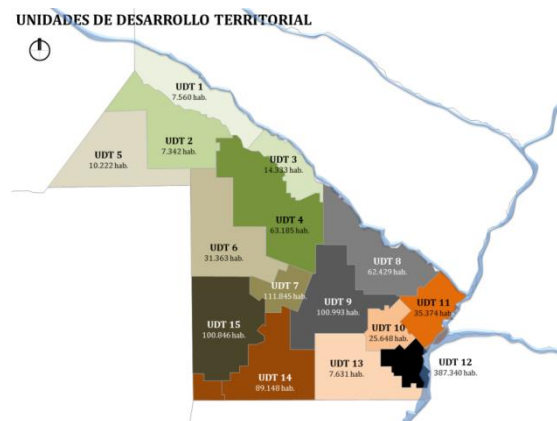 UNIDADES DE DESARROLLO TERRITORIAL
UDT 1
7.560 hab.
UDT 2
7.342 hab.
UDT 3
14.333 hab.
UDT 5
10.222 hab.
UDT 4
63.185 hab.
UDT 6
31.363 hab.
UDT 8
62.429 hab.
UDT 7
111.845 hab.
UDT 9
100.993 hab.
UDT 11
35.374 hab.
UDT 15
100.846 hab.
UDT 10
25.648 hab.
UDT 12
387.340 hab.
UDT 13
7.631 hab.
UDT 14
89.148 hab.